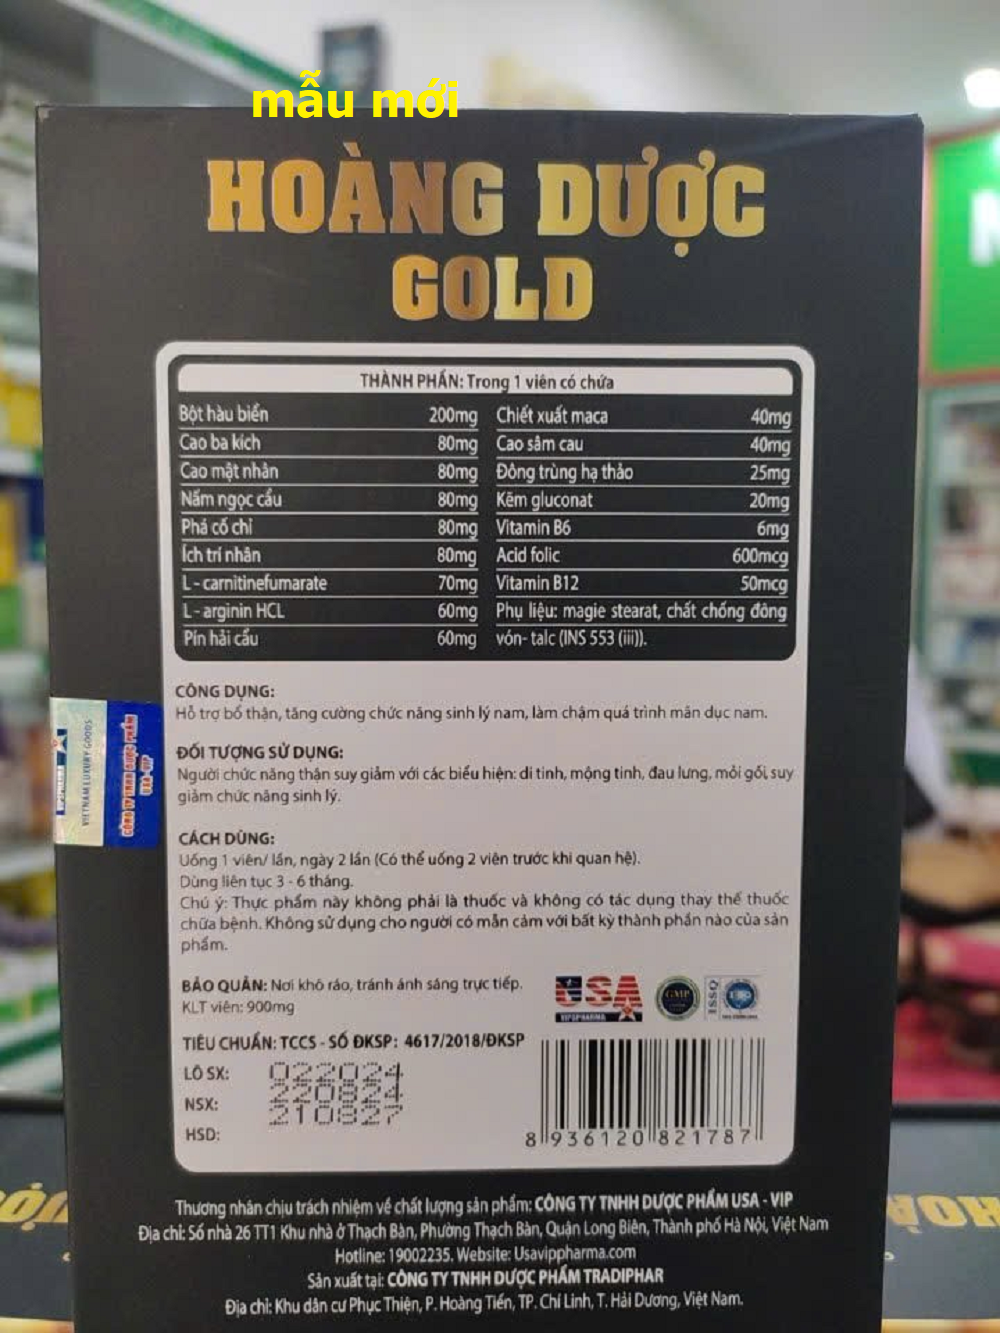 mẫu mới
HOÀNG DƯỢC
GOLD
THÀNH PHẦN: Trong 1 viên có chứa
Bột hàu biển 200mg
Cao ba kích 80mg
Cao mật nhân 80mg
Nấm ngọc cẩu 80mg
Phá cố chỉ 80mg
Ích trí nhân 80mg
L - carnitinefumarate 70mg
L - arginin HCL 60mg
Pín hải cẩu 60mg
Chiết xuất maca 40mg
Cao sâm cau 40mg
Đông trùng hạ thảo 25mg
Kẽm gluconat 20mg
Vitamin B6 6mg
Acid folic 600mcg
Vitamin B12 50mcg
Phụ liệu: magie stearat, chất chống đông
vón- talc (INS 553 (iii)).
CÔNG DỤNG:
Hỗ trợ bổ thận, tăng cường chức năng sinh lý nam, làm chậm quá trình mãn dục nam.
ĐỐI TƯỢNG SỬ DỤNG:
Người chức năng thận suy giảm với các biểu hiện: di tinh, mộng tinh, đau lưng, mỏi gối, suy
giảm chức năng sinh lý.
CÁCH DÙNG:
Uống 1 viên/ lần, ngày 2 lần (Có thể uống 2 viên trước khi quan hệ).
Dùng liên tục 3 - 6 tháng.
Chú ý: Thực phẩm này không phải là thuốc và không có tác dụng thay thế thuốc
chữa bệnh. Không sử dụng cho người có mẫn cảm với bất kỳ thành phần nào của sản
phẩm.
BẢO QUẢN: Nơi khô ráo, tránh ánh sáng trực tiếp.
KLT viên: 900mg
USA
VIPSPHARMA
GMP
ISSQ
TIÊU CHUẨN: TCCS - SỐ ĐKSP: 4617/2018/ĐKSP
LÔ SX: 022024
NSX: 220824
HSD: 210827
8 936120 821787
VIETNAM LUXURY GOODS
CÔNG TY TNHH DƯỢC PHẨM
USA - VIP
Thương nhân chịu trách nhiệm về chất lượng sản phẩm: CÔNG TY TNHH DƯỢC PHẨM USA - VIP
Địa chỉ: Số nhà 26 TT1 Khu nhà ở Thạch Bàn, Phường Thạch Bàn, Quận Long Biên, Thành phố Hà Nội, Việt Nam
Hotline: 19002235. Website: Usavippharma.com
Sản xuất tại: CÔNG TY TNHH DƯỢC PHẨM TRADIPHAR
Địa chỉ: Khu dân cư Phục Thiện, P. Hoàng Tiến, TP. Chí Linh, T. Hải Dương, Việt Nam.